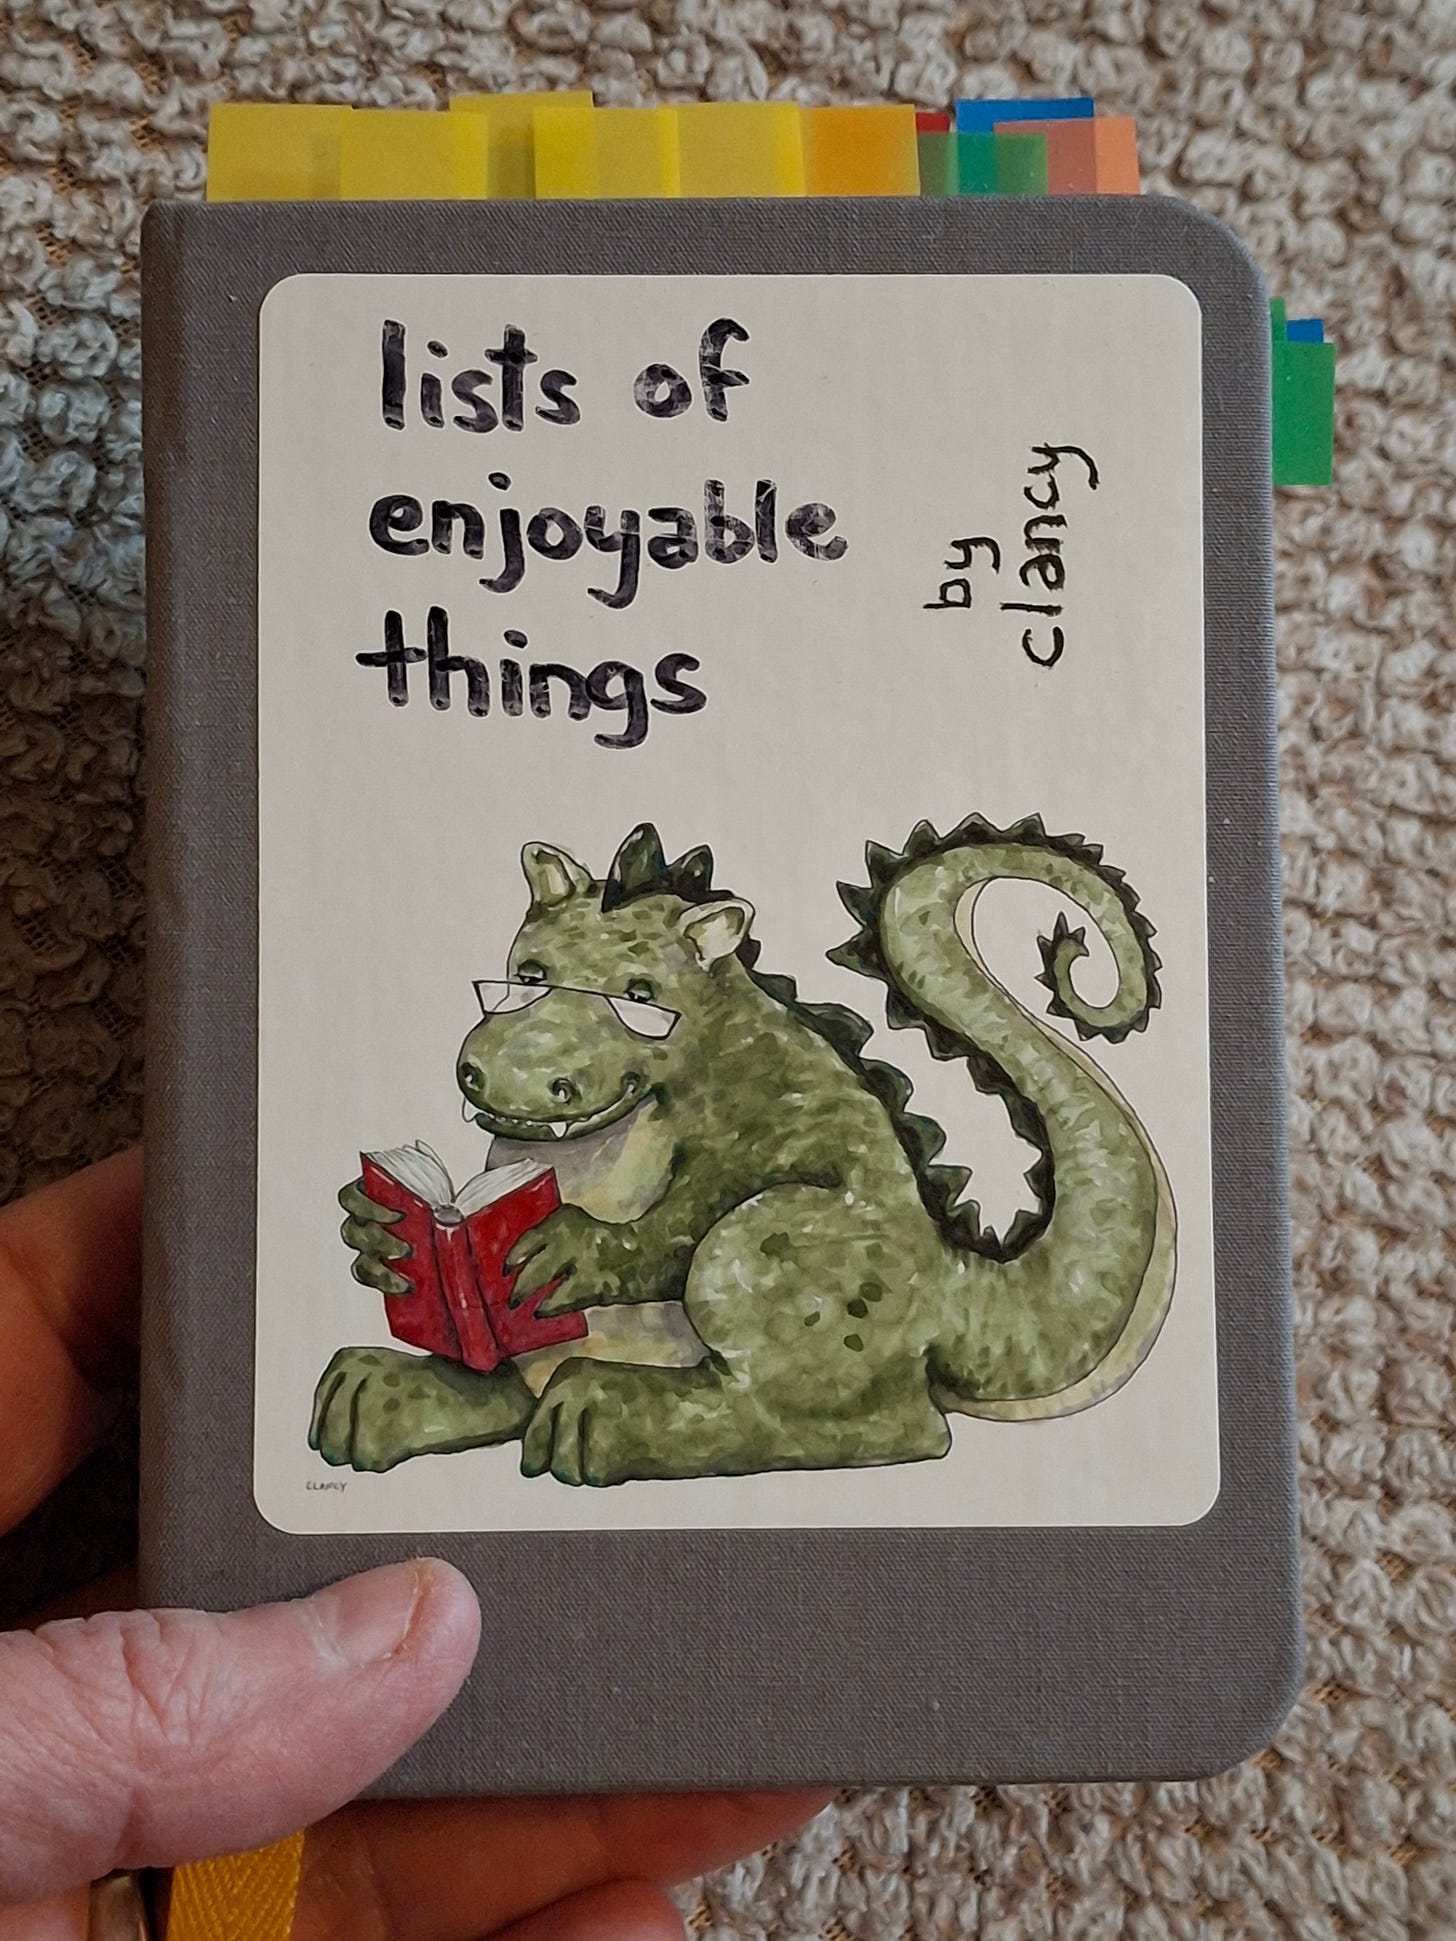 lists of
enjoyable
things
by
clancy